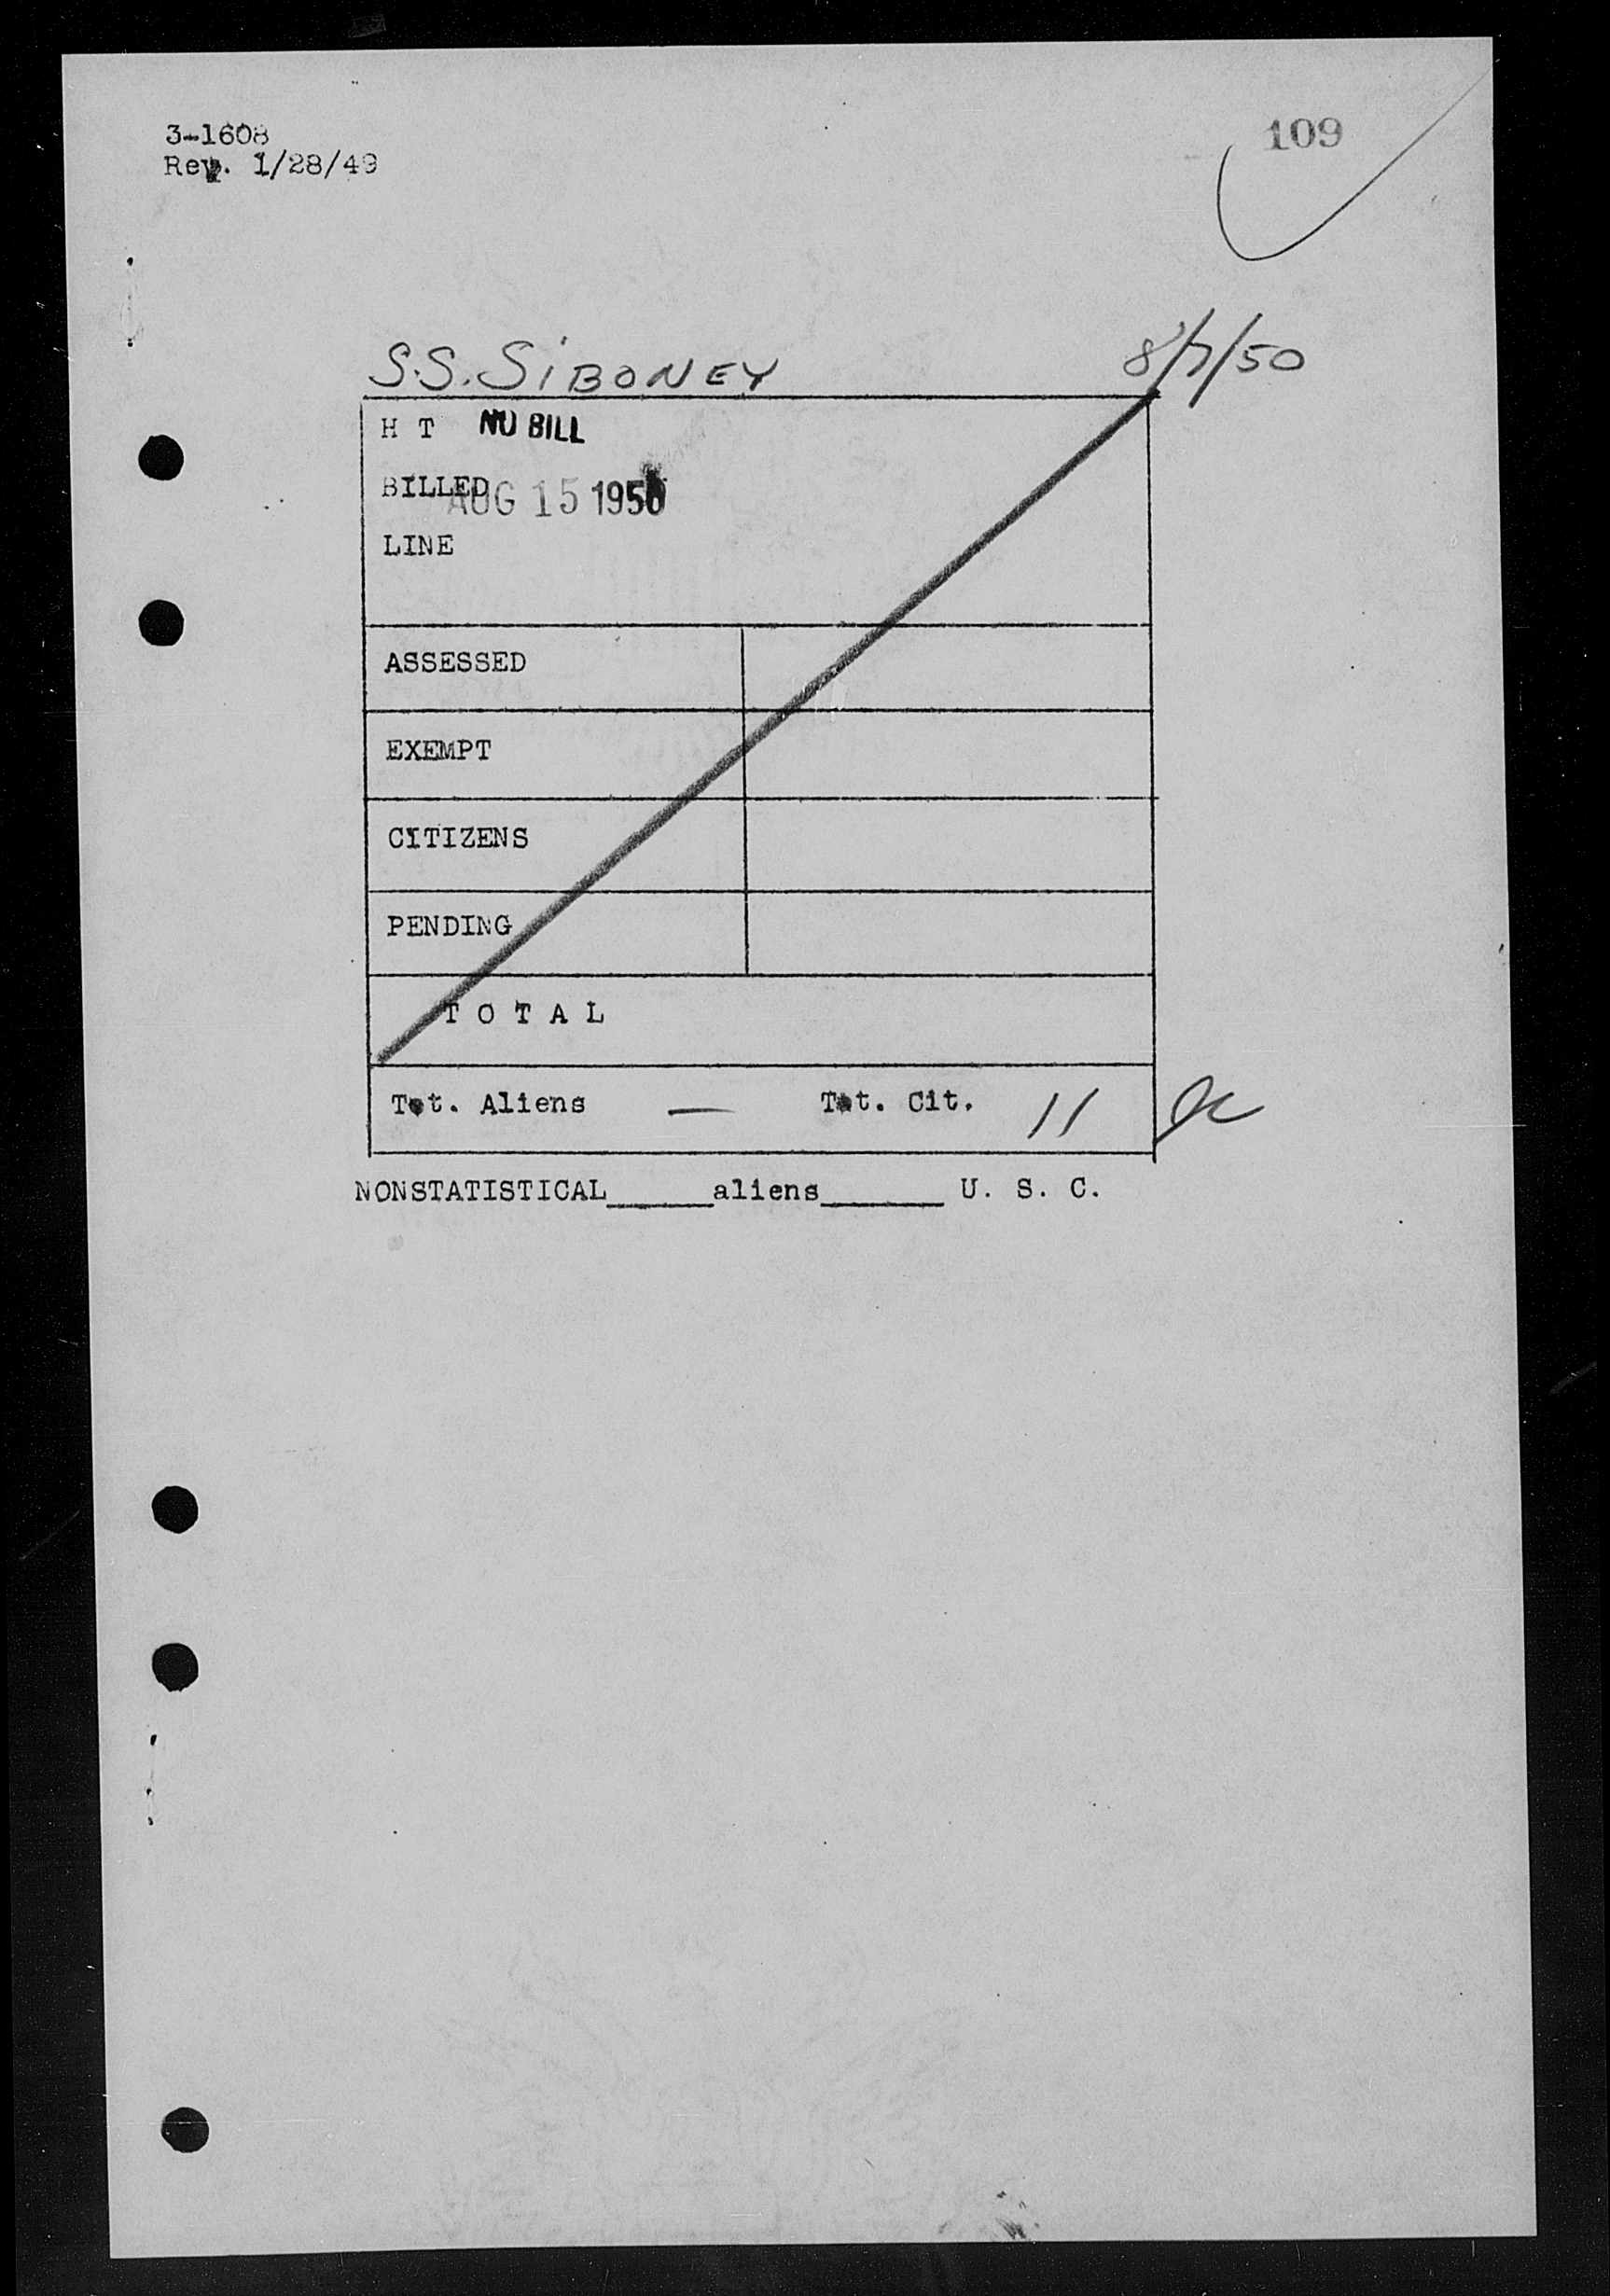 3-1608
109
Rev. 1/28/49
S.S. SIBONEY 8/7/50
H T NO BILL
BILLED AUG 15 1950
LINE
ASSESSED
EXEMPT
CITIZENS
PENDING
T O T A L
Tot. Aliens — Tot. Cit. 11
NONSTATISTICAL______aliens_______ U. S. C.